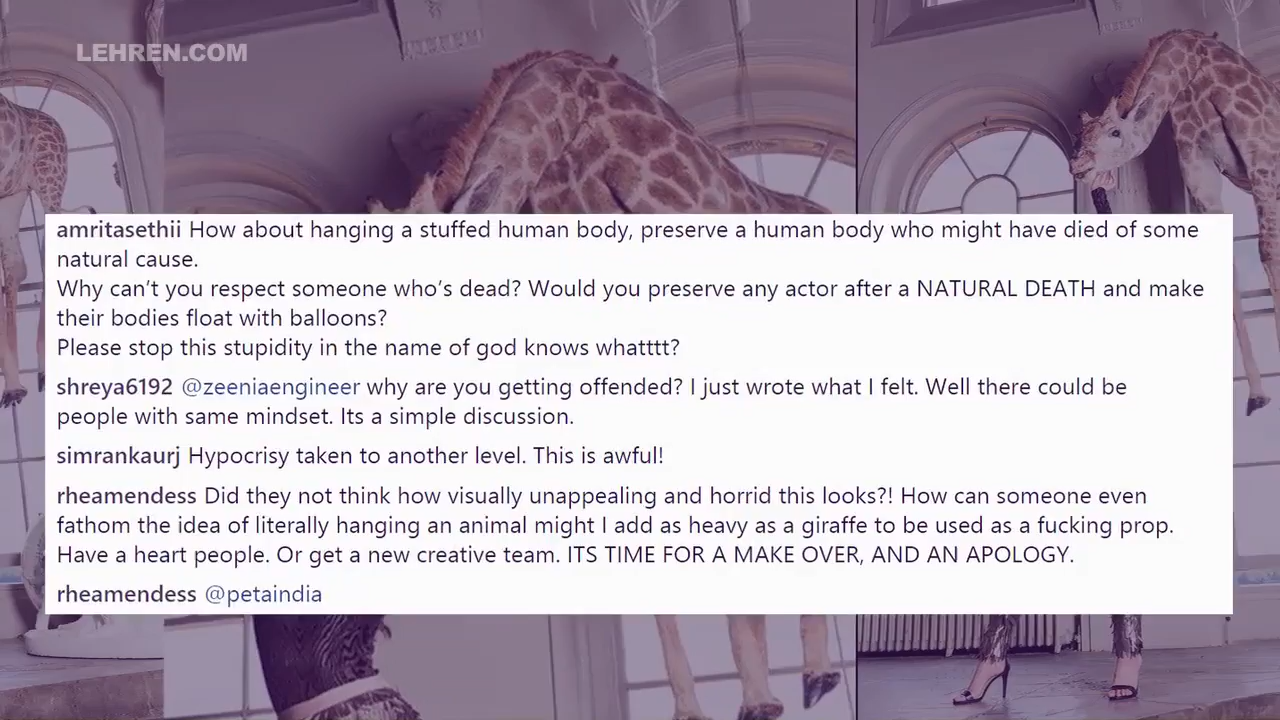 LEHREN.COM
amritasethii How about hanging a stuffed human body, preserve a human body who might have died of some
natural cause.
Why can’t you respect someone who’s dead? Would you preserve any actor after a NATURAL DEATH and make
their bodies float with balloons?
Please stop this stupidity in the name of god knows whatttt?
shreya6192 @zeeniaengineer why are you getting offended? I just wrote what I felt. Well there could be
people with same mindset. Its a simple discussion.
simrankaurj Hypocrisy taken to another level. This is awful!
rheamendess Did they not think how visually unappealing and horrid this looks?! How can someone even
fathom the idea of literally hanging an animal might I add as heavy as a giraffe to be used as a fucking prop.
Have a heart people. Or get a new creative team. ITS TIME FOR A MAKE OVER, AND AN APOLOGY.
rheamendess @petaindia